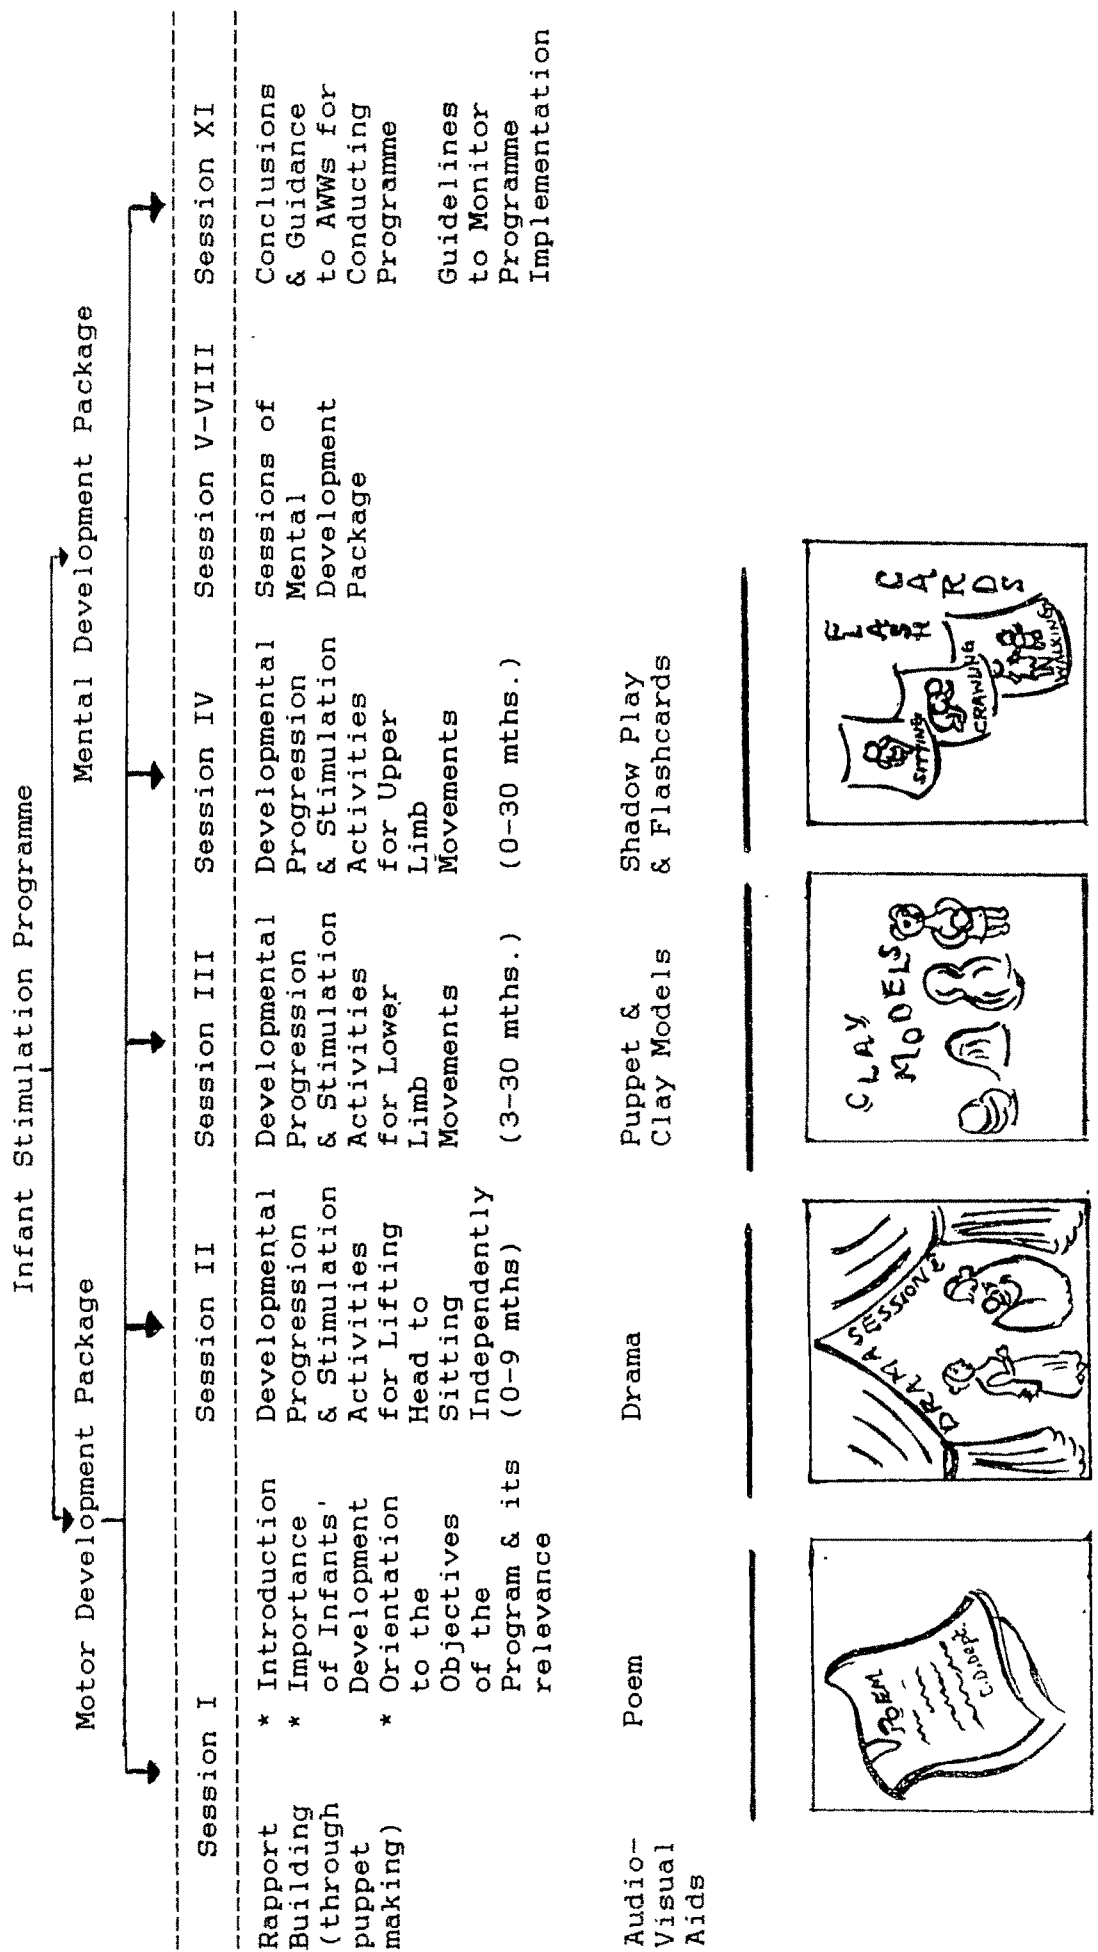 Infant Stimulation Programme
Motor Development Package
Mental Development Package
Session I
Session II
Session III
Session IV
Session V-VIII
Session XI
Rapport
Building
(through
puppet
making)
* Introduction
* Importance
of Infants'
Development
* Orientation
to the
Objectives
of the
Program & its
relevance
Developmental
Progression
& Stimulation
Activities
for Lifting
Head to
Sitting
Independently
(0-9 mths)
Developmental
Progression
& Stimulation
Activities
for Lower
Limb
Movements
(3-30 mths.)
Developmental
Progression
& Stimulation
Activities
for Upper
Limb
Movements
(0-30 mths.)
Sessions of
Mental
Development
Package
Conclusions
& Guidance
to AWWs for
Conducting
Programme
Guidelines
to Monitor
Programme
Implementation
Audio-
Visual
Aids
Poem
Drama
Puppet &
Clay Models
Shadow Play
& Flashcards
POEM
C.D.Dept.
DRAMA SESSION
CLAY
MODELS
FLASH
CARDS
SITTING
CRAWLING
WALKING